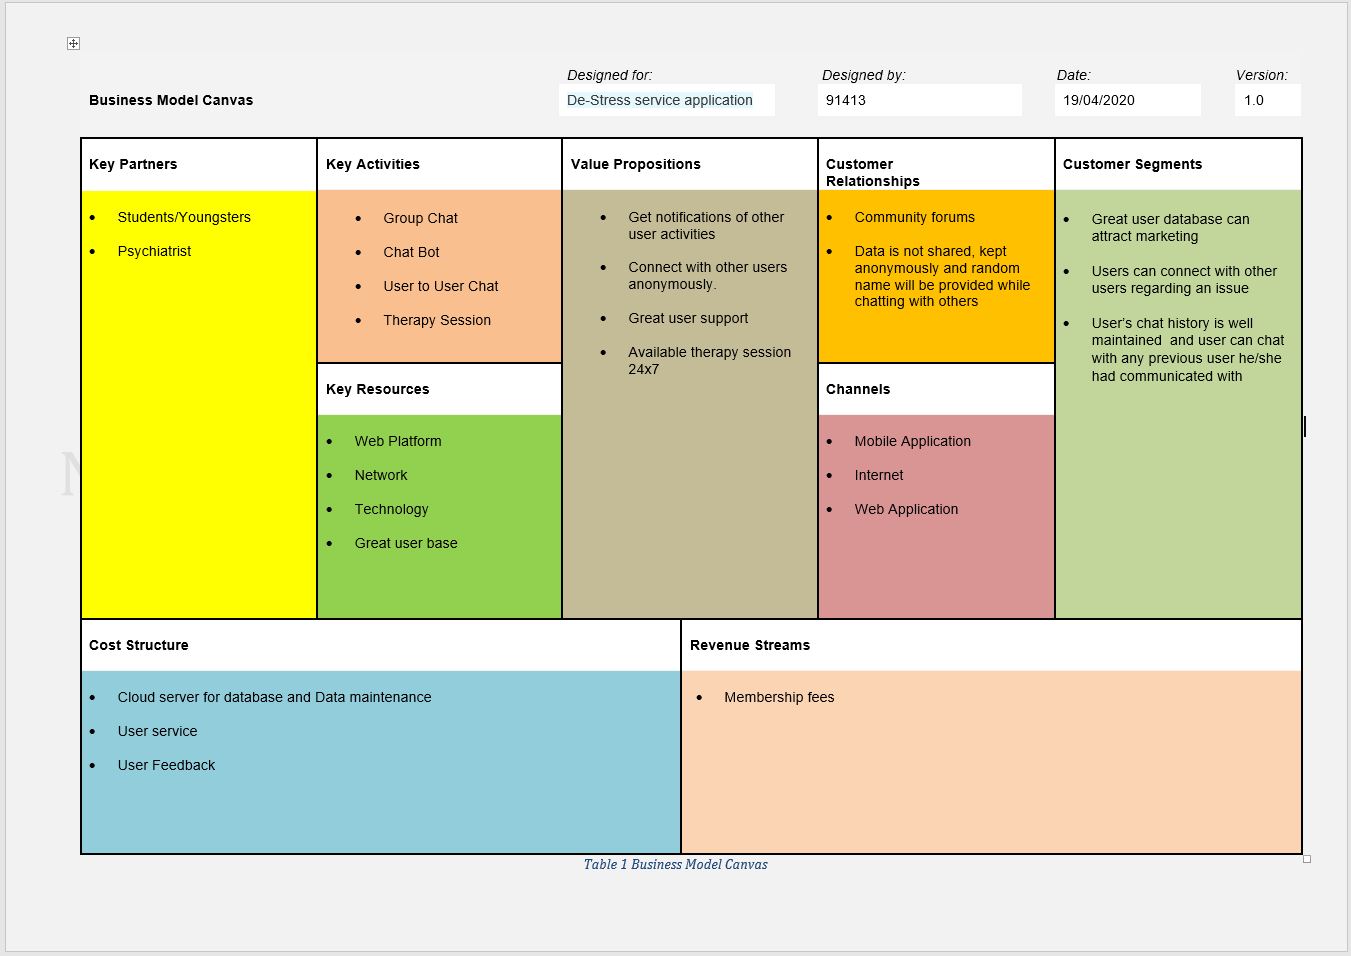 Designed for:
Designed by:
Date:
Version:
Business Model Canvas
De-Stress service application
91413
19/04/2020
1.0
Key Partners
• Students/Youngsters
• Psychiatrist
Key Activities
• Group Chat
• Chat Bot
• User to User Chat
• Therapy Session
Key Resources
• Web Platform
• Network
• Technology
• Great user base
Value Propositions
• Get notifications of other
user activities
• Connect with other users
anonymously.
• Great user support
• Available therapy session
24x7
Customer
Relationships
• Community forums
• Data is not shared, kept
anonymously and random
name will be provided while
chatting with others
Channels
• Mobile Application
• Internet
• Web Application
Customer Segments
• Great user database can
attract marketing
• Users can connect with other
users regarding an issue
• User’s chat history is well
maintained and user can chat
with any previous user he/she
had communicated with
Cost Structure
• Cloud server for database and Data maintenance
• User service
• User Feedback
Revenue Streams
• Membership fees
Table 1 Business Model Canvas